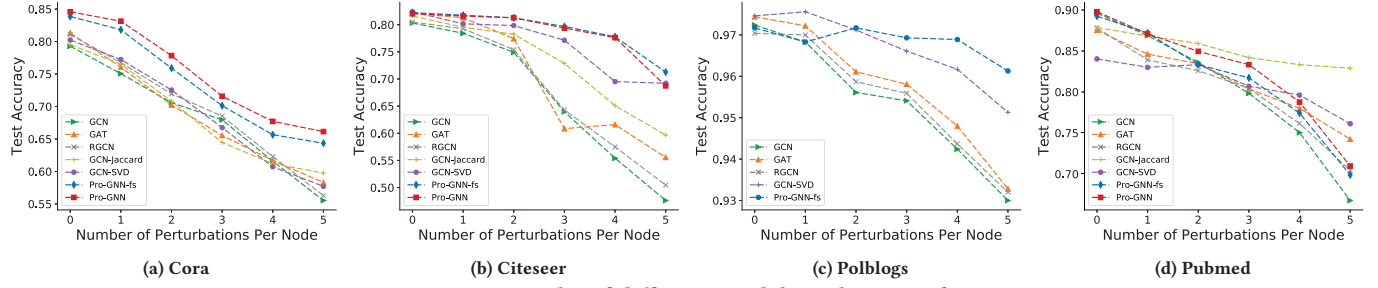 Test Accuracy
0.85
0.80
0.75
0.70
0.65
0.60
0.55
GCN
GAT
RGCN
GCN-Jaccard
GCN-SVD
Pro-GNN-fs
Pro-GNN
0 1 2 3 4 5
Number of Perturbations Per Node
(a) Cora
Test Accuracy
0.80
0.75
0.70
0.65
0.60
0.55
0.50
GCN
GAT
RGCN
GCN-Jaccard
GCN-SVD
Pro-GNN-fs
Pro-GNN
0 1 2 3 4 5
Number of Perturbations Per Node
(b) Citeseer
Test Accuracy
0.97
0.96
0.95
0.94
0.93
GCN
GAT
RGCN
GCN-SVD
Pro-GNN-fs
0 1 2 3 4 5
Number of Perturbations Per Node
(c) Polblogs
Test Accuracy
0.90
0.85
0.80
0.75
0.70
GCN
GAT
RGCN
GCN-Jaccard
GCN-SVD
Pro-GNN-fs
Pro-GNN
0 1 2 3 4 5
Number of Perturbations Per Node
(d) Pubmed